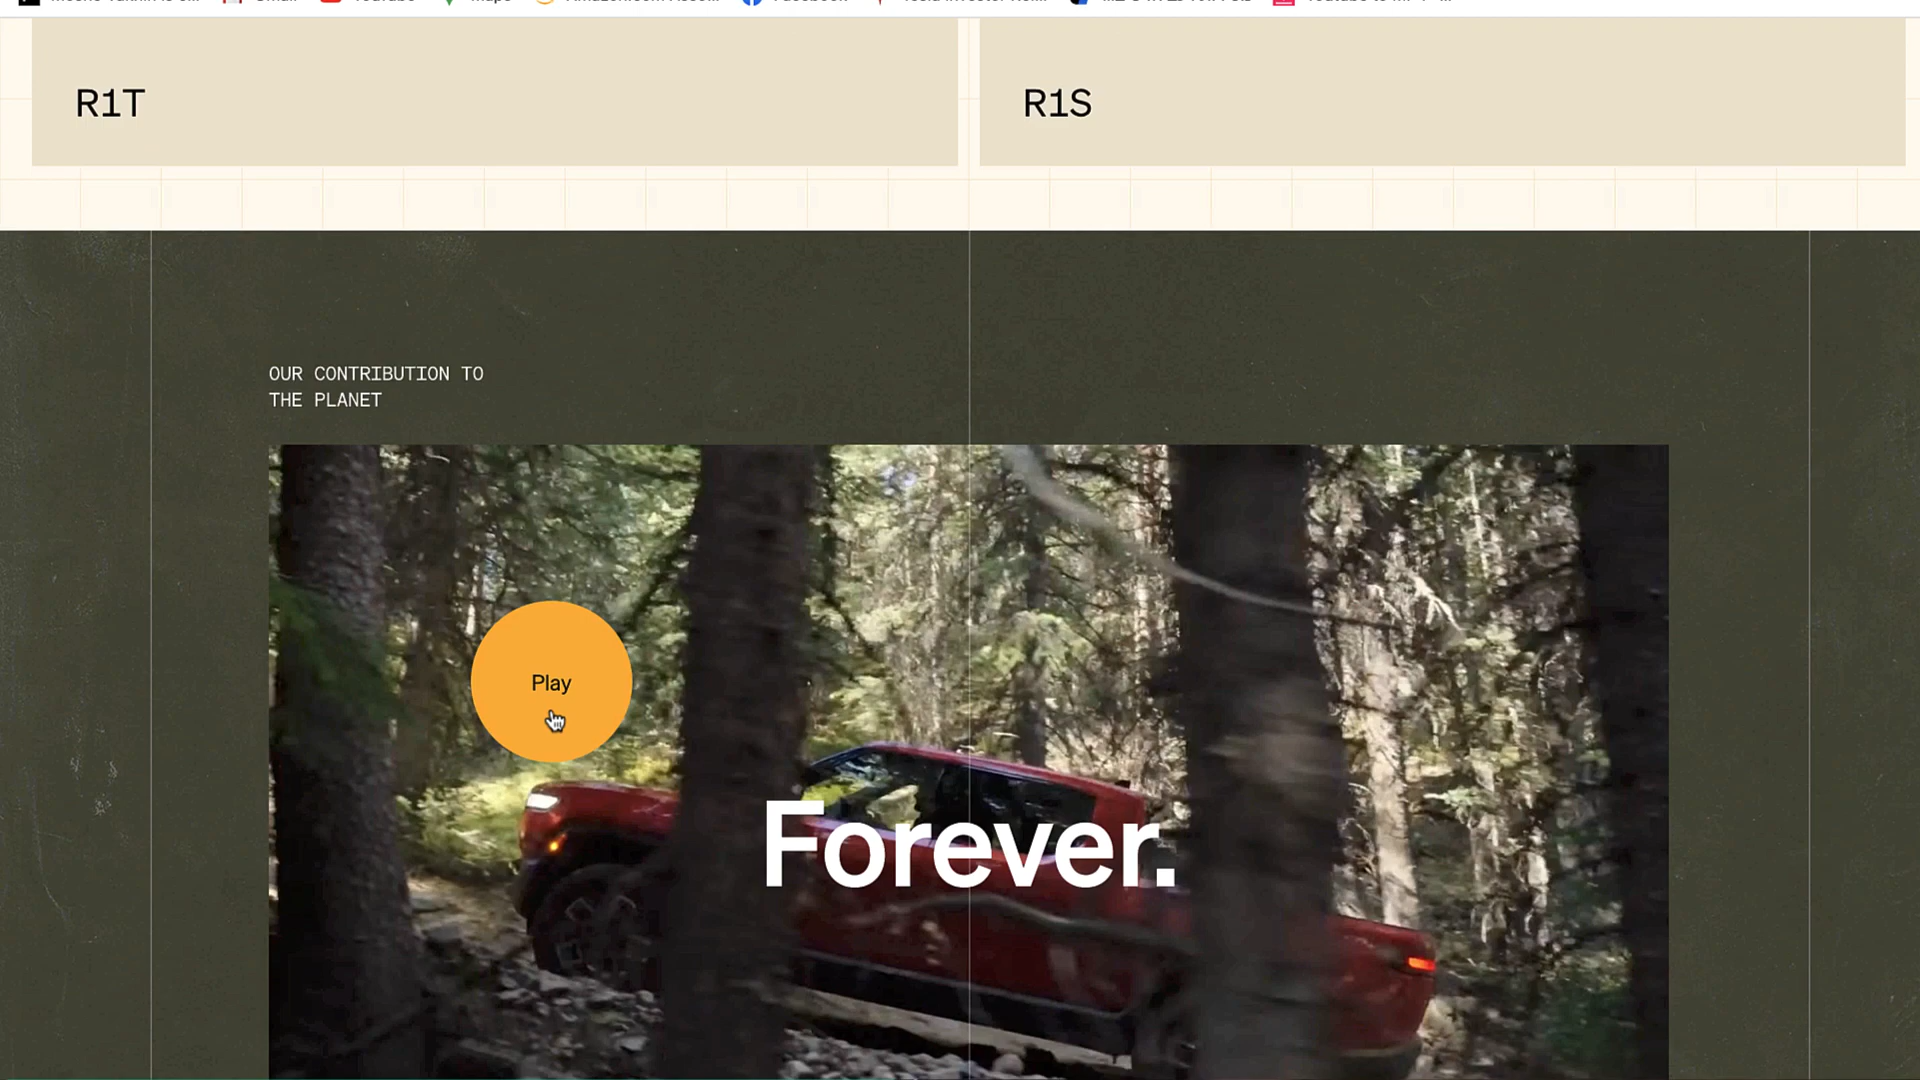 R1T
R1S
OUR CONTRIBUTION TO
THE PLANET
Play
Forever.